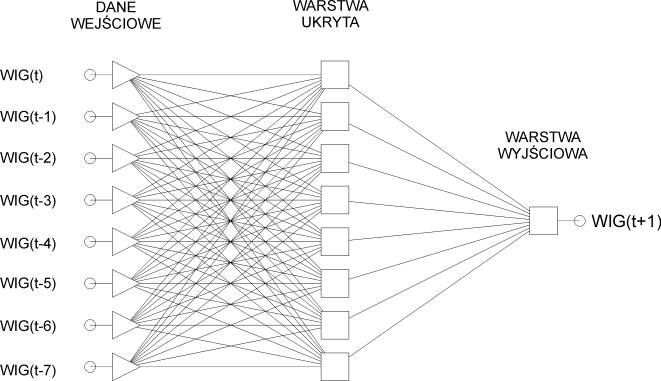 DANE
WEJŚCIOWE
WARSTWA
UKRYTA
WARSTWA
WYJŚCIOWA
WIG(t)
WIG(t-1)
WIG(t-2)
WIG(t-3)
WIG(t-4)
WIG(t-5)
WIG(t-6)
WIG(t-7)
WIG(t+1)